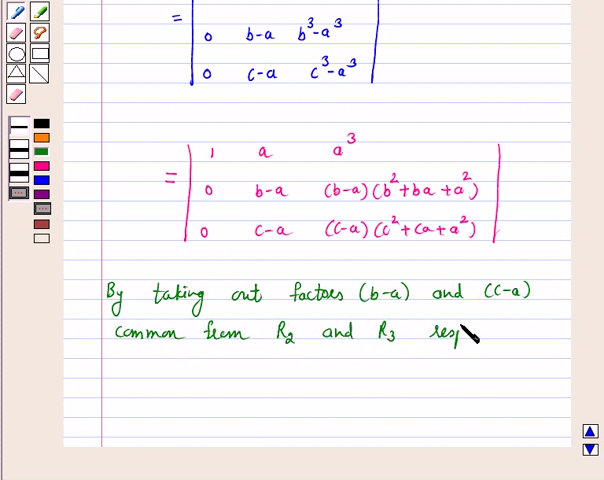 = | 0 b-a b³-a³
0 c-a c³-a³ |
= | 1 a a³
0 b-a (b-a)(b²+ba+a²)
0 c-a (c-a)(c²+ca+a²) |
By taking out factors (b-a) and (c-a)
common from R₂ and R₃ resp